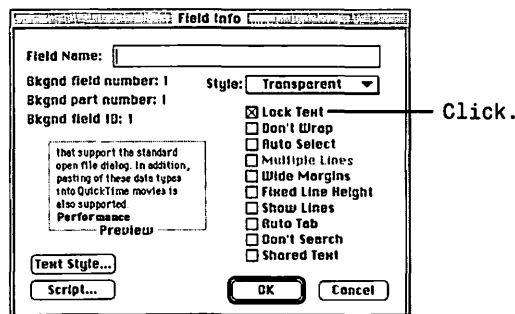 Field Info
Field Name:
Bkgnd field number: 1
Bkgnd part number: 1
Bkgnd field ID: 1
Style: Transparent
Lock Text
Click.
Don't Wrap
Auto Select
Multiple Lines
Wide Margins
Fixed Line Height
Show Lines
Auto Tab
Don't Search
Shared Text
that support the standard
open file dialog. In addition,
pasting of these data types
into QuickTime movies is
also supported.
Performance
Preview
Text Style...
Script...
OK
Cancel